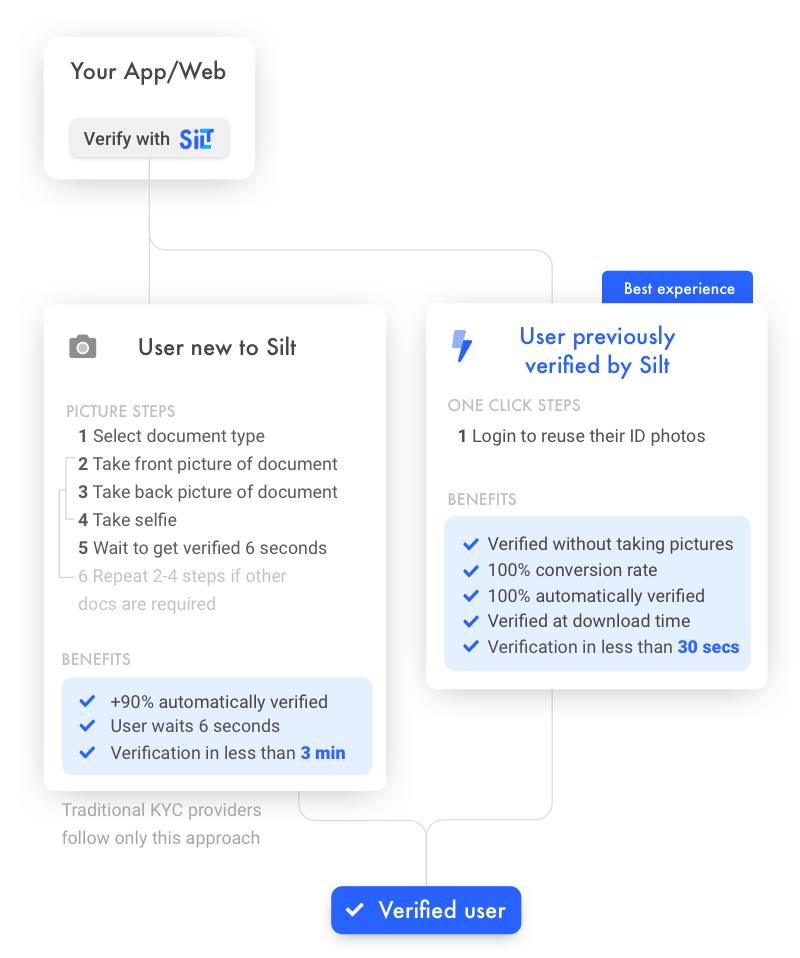 Your App/Web
Verify with SiLT
User new to Silt
PICTURE STEPS
1 Select document type
2 Take front picture of document
3 Take back picture of document
4 Take selfie
5 Wait to get verified 6 seconds
6 Repeat 2-4 steps if other
docs are required
BENEFITS
+90% automatically verified
User waits 6 seconds
Verification in less than 3 min
Traditional KYC providers
follow only this approach
Best experience
User previously
verified by Silt
ONE CLICK STEPS
1 Login to reuse their ID photos
BENEFITS
Verified without taking pictures
100% conversion rate
100% automatically verified
Verified at download time
Verification in less than 30 secs
Verified user